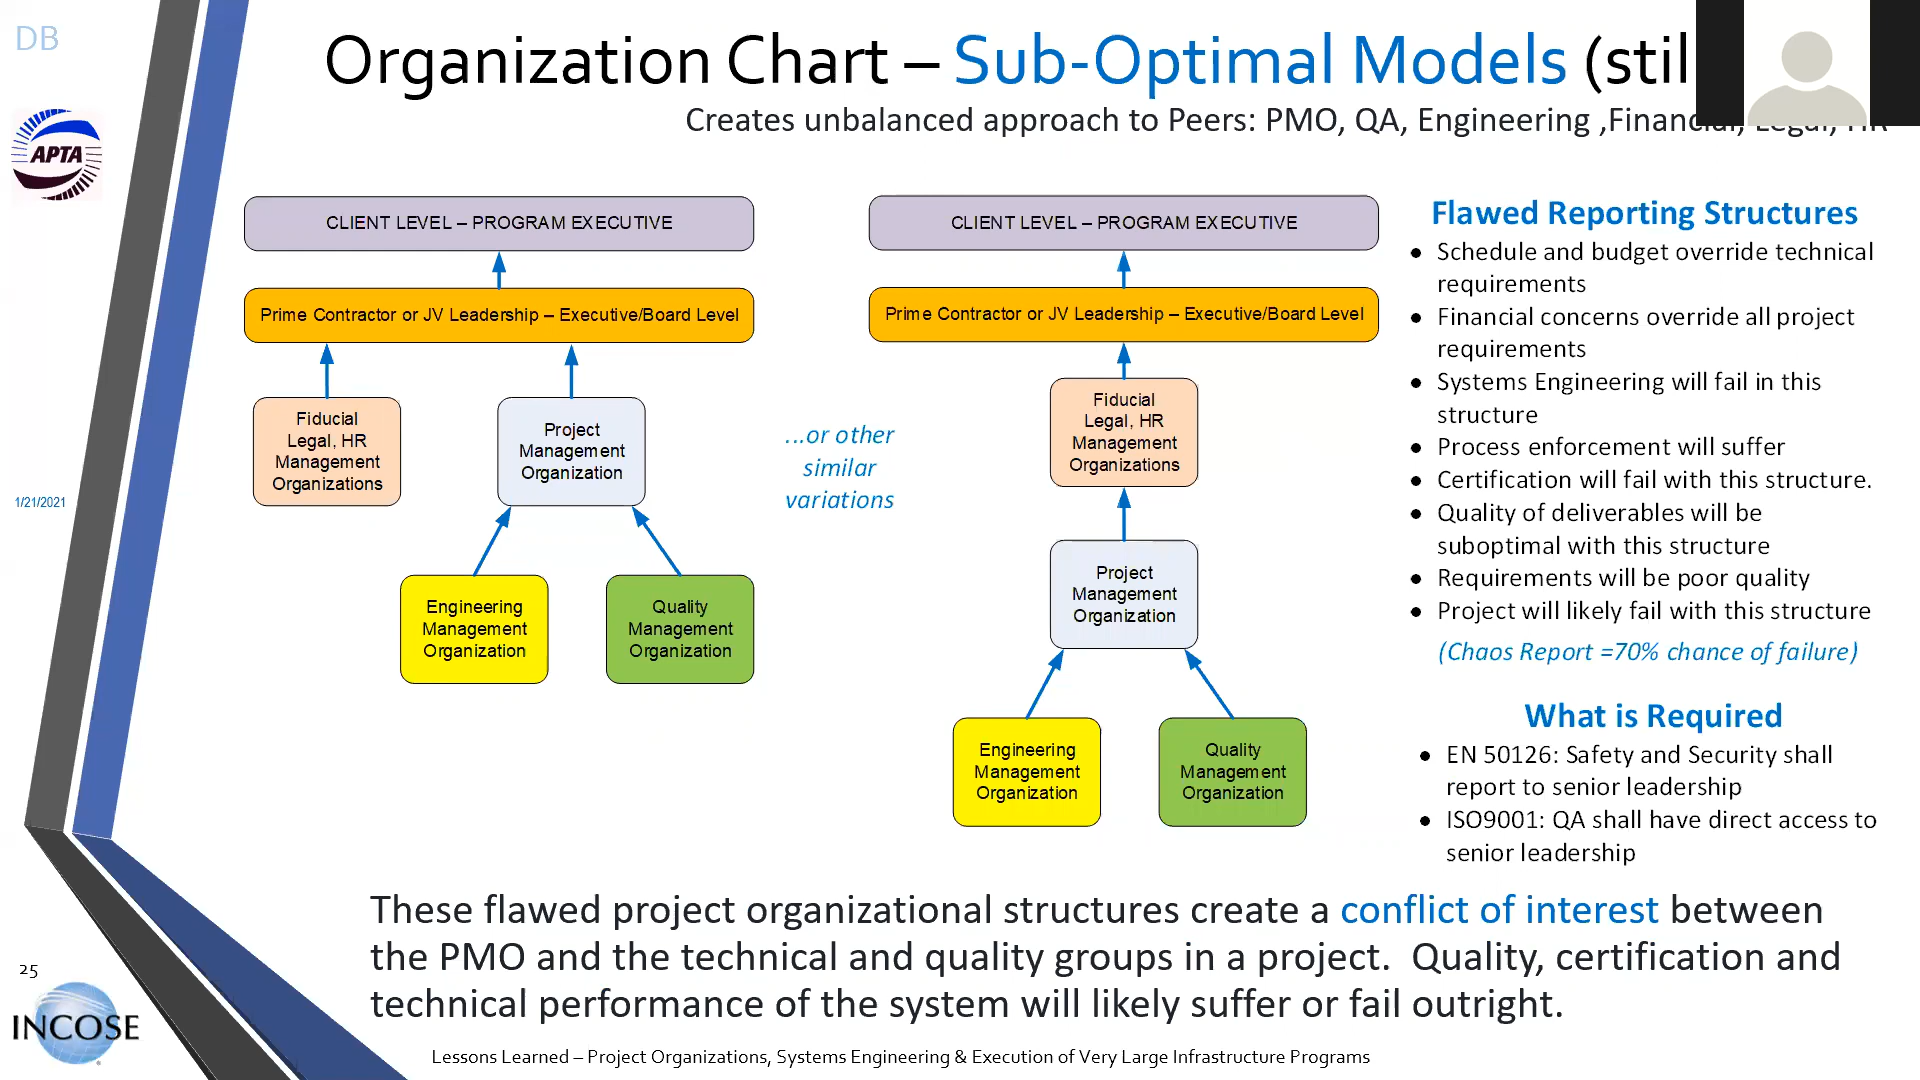 DB
Organization Chart – Sub-Optimal Models (stil
Creates unbalanced approach to Peers: PMO, QA, Engineering ,Financial, Legal, HR
APTA
CLIENT LEVEL – PROGRAM EXECUTIVE
Prime Contractor or JV Leadership – Executive/Board Level
Fiducial
Legal, HR
Management
Organizations
Project
Management
Organization
Engineering
Management
Organization
Quality
Management
Organization
...or other
similar
variations
CLIENT LEVEL – PROGRAM EXECUTIVE
Prime Contractor or JV Leadership – Executive/Board Level
Fiducial
Legal, HR
Management
Organizations
Project
Management
Organization
Engineering
Management
Organization
Quality
Management
Organization
Flawed Reporting Structures
• Schedule and budget override technical
requirements
• Financial concerns override all project
requirements
• Systems Engineering will fail in this
structure
• Process enforcement will suffer
• Certification will fail with this structure.
• Quality of deliverables will be
suboptimal with this structure
• Requirements will be poor quality
• Project will likely fail with this structure
(Chaos Report =70% chance of failure)
What is Required
• EN 50126: Safety and Security shall
report to senior leadership
• ISO9001: QA shall have direct access to
senior leadership
1/21/2021
These flawed project organizational structures create a conflict of interest between
the PMO and the technical and quality groups in a project. Quality, certification and
technical performance of the system will likely suffer or fail outright.
25
INCOSE
Lessons Learned – Project Organizations, Systems Engineering & Execution of Very Large Infrastructure Programs